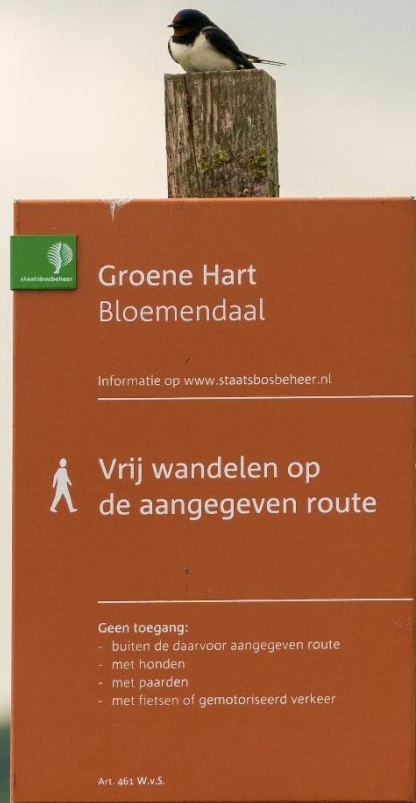 staatsbosbeheer
Groene Hart
Bloemendaal
Informatie op www.staatsbosbeheer.nl
Vrij wandelen op
de aangegeven route
Geen toegang:
- buiten de daarvoor aangegeven route
- met honden
- met paarden
- met fietsen of gemotoriseerd verkeer
Art. 461 W.v.S.